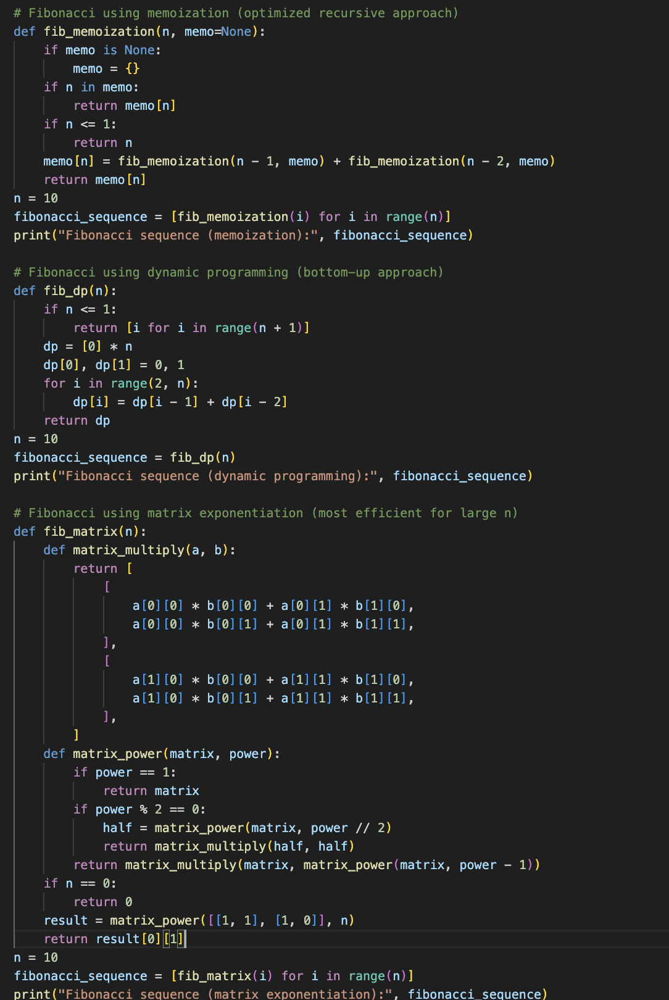 # Fibonacci using memoization (optimized recursive approach)
def fib_memoization(n, memo=None):
    if memo is None:
        memo = {}
    if n in memo:
        return memo[n]
    if n <= 1:
        return n
    memo[n] = fib_memoization(n - 1, memo) + fib_memoization(n - 2, memo)
    return memo[n]
n = 10
fibonacci_sequence = [fib_memoization(i) for i in range(n)]
print("Fibonacci sequence (memoization):", fibonacci_sequence)

# Fibonacci using dynamic programming (bottom-up approach)
def fib_dp(n):
    if n <= 1:
        return [i for i in range(n + 1)]
    dp = [0] * n
    dp[0], dp[1] = 0, 1
    for i in range(2, n):
        dp[i] = dp[i - 1] + dp[i - 2]
    return dp
n = 10
fibonacci_sequence = fib_dp(n)
print("Fibonacci sequence (dynamic programming):", fibonacci_sequence)

# Fibonacci using matrix exponentiation (most efficient for large n)
def fib_matrix(n):
    def matrix_multiply(a, b):
        return [
            [
                a[0][0] * b[0][0] + a[0][1] * b[1][0],
                a[0][0] * b[0][1] + a[0][1] * b[1][1],
            ],
            [
                a[1][0] * b[0][0] + a[1][1] * b[1][0],
                a[1][0] * b[0][1] + a[1][1] * b[1][1],
            ],
        ]
    def matrix_power(matrix, power):
        if power == 1:
            return matrix
        if power % 2 == 0:
            half = matrix_power(matrix, power // 2)
            return matrix_multiply(half, half)
        return matrix_multiply(matrix, matrix_power(matrix, power - 1))
    if n == 0:
        return 0
    result = matrix_power([[1, 1], [1, 0]], n)
    return result[0][1]
n = 10
fibonacci_sequence = [fib_matrix(i) for i in range(n)]
print("Fibonacci sequence (matrix exponentiation):", fibonacci_sequence)